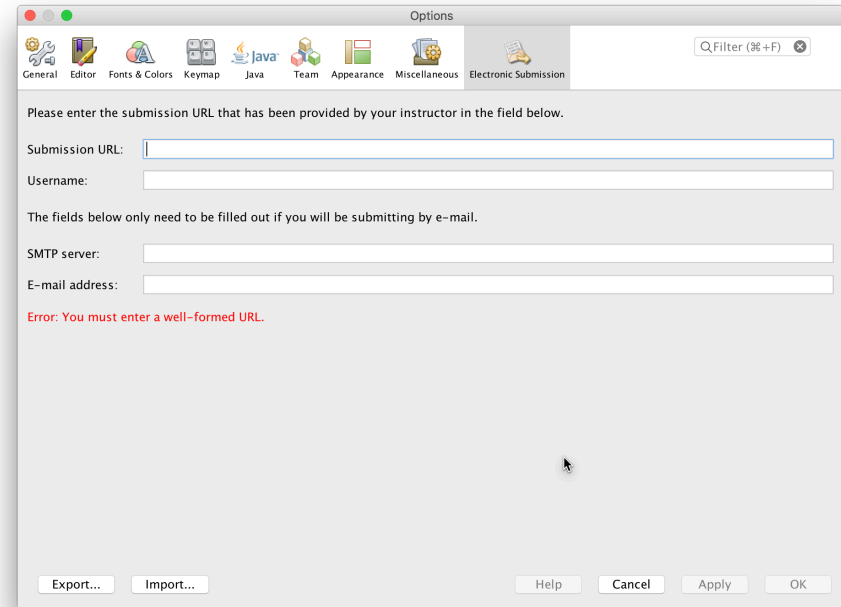 Options
General Editor Fonts & Colors Keymap Java Team Appearance Miscellaneous Electronic Submission
Java
Filter (⌘+F)
Please enter the submission URL that has been provided by your instructor in the field below.
Submission URL:
Username:
The fields below only need to be filled out if you will be submitting by e-mail.
SMTP server:
E-mail address:
Error: You must enter a well-formed URL.
Export... Import... Help Cancel Apply OK